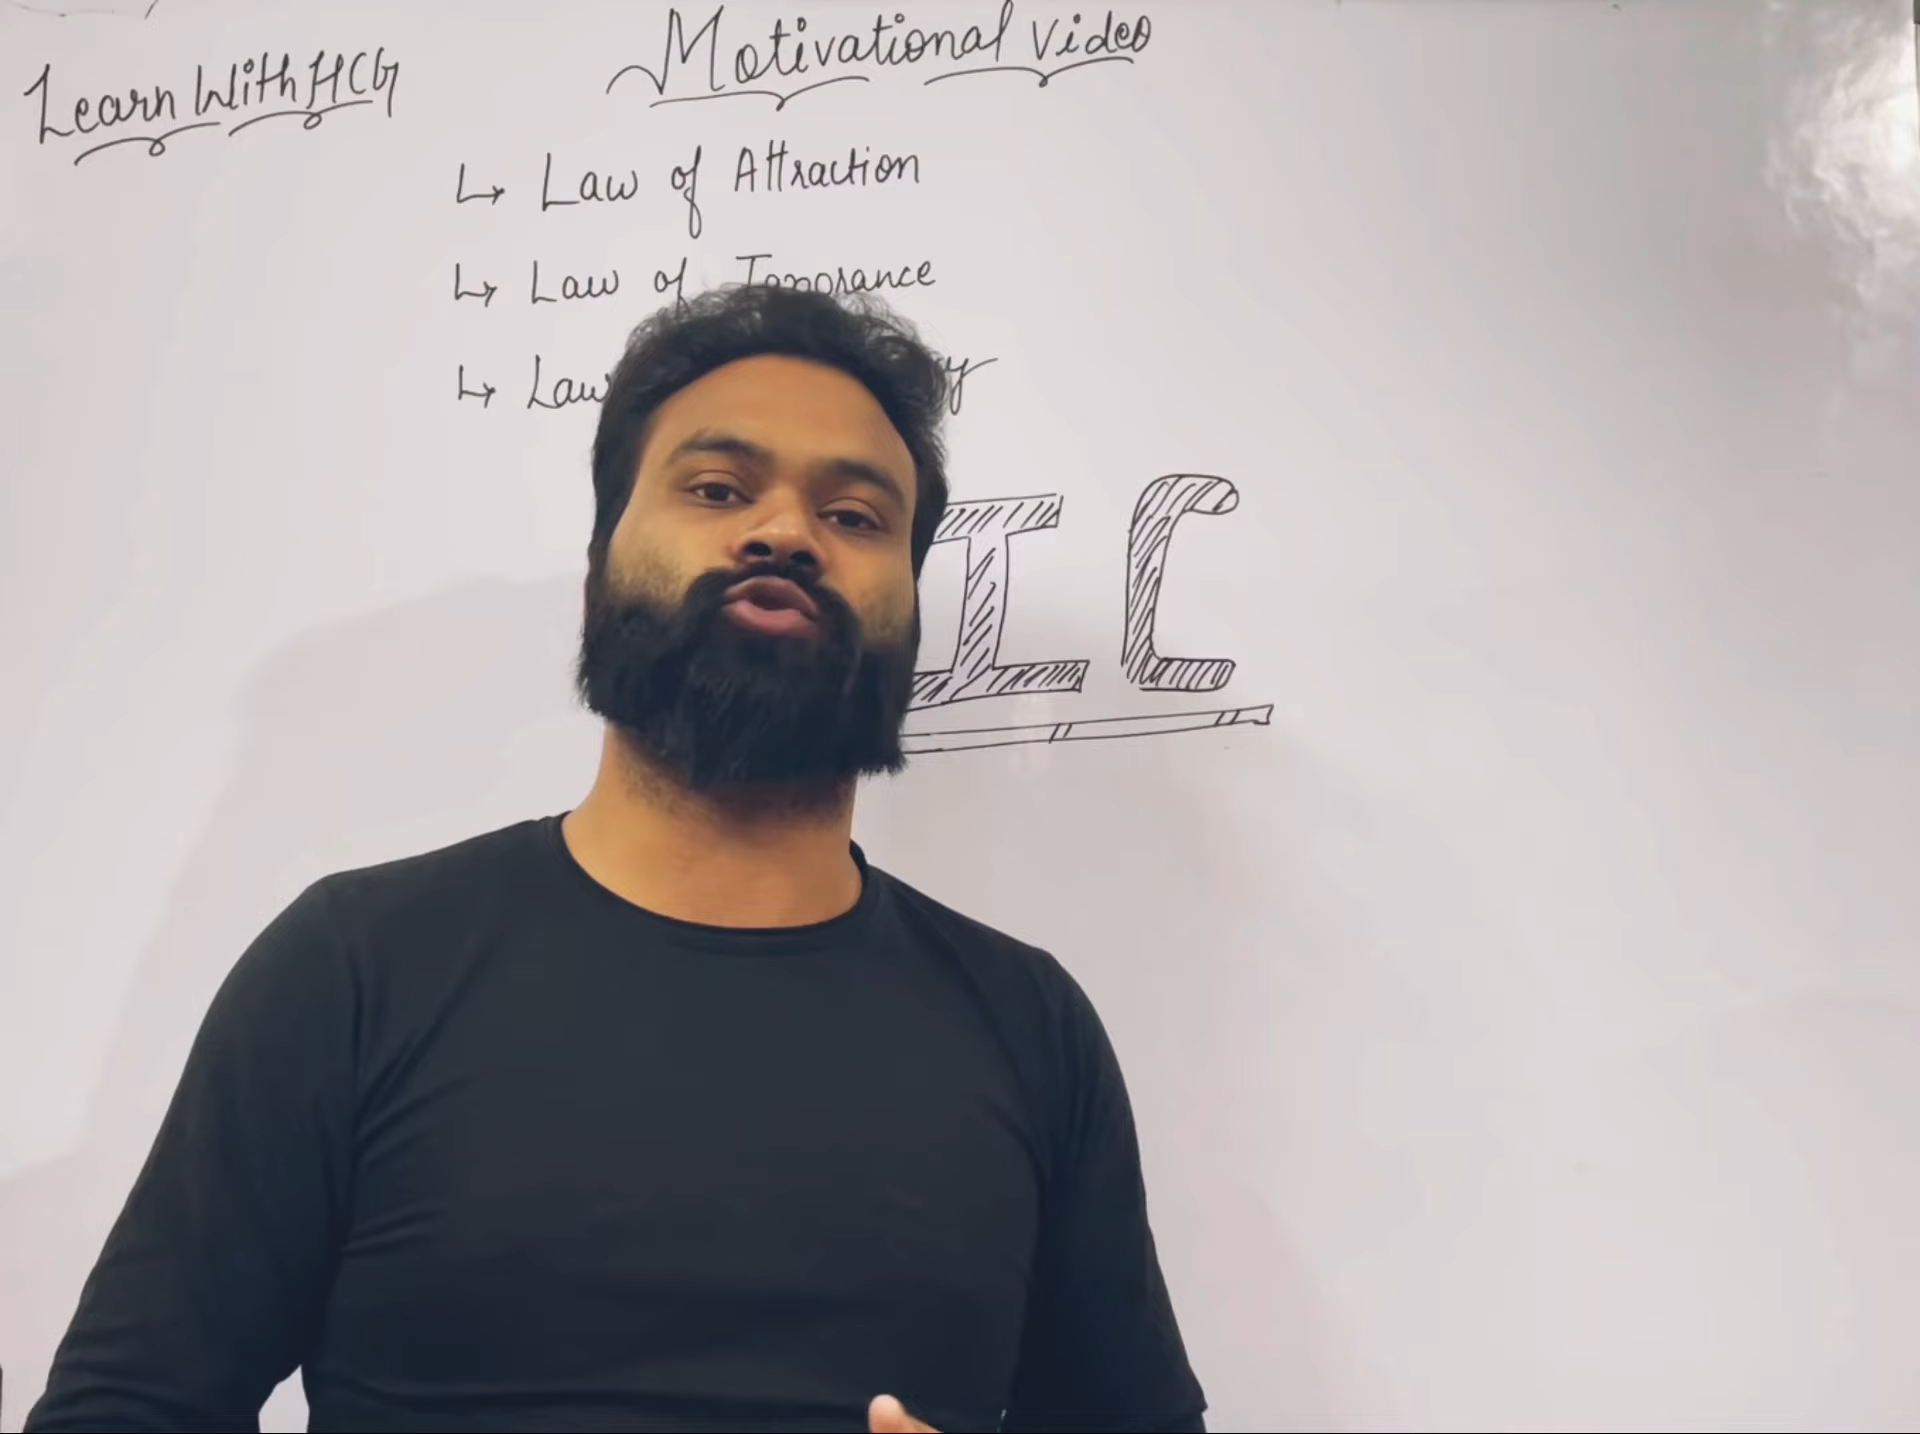 Learn With HCG
Motivational Video
↳ Law of Attraction
↳ Law of Ignorance
↳ Law
I C